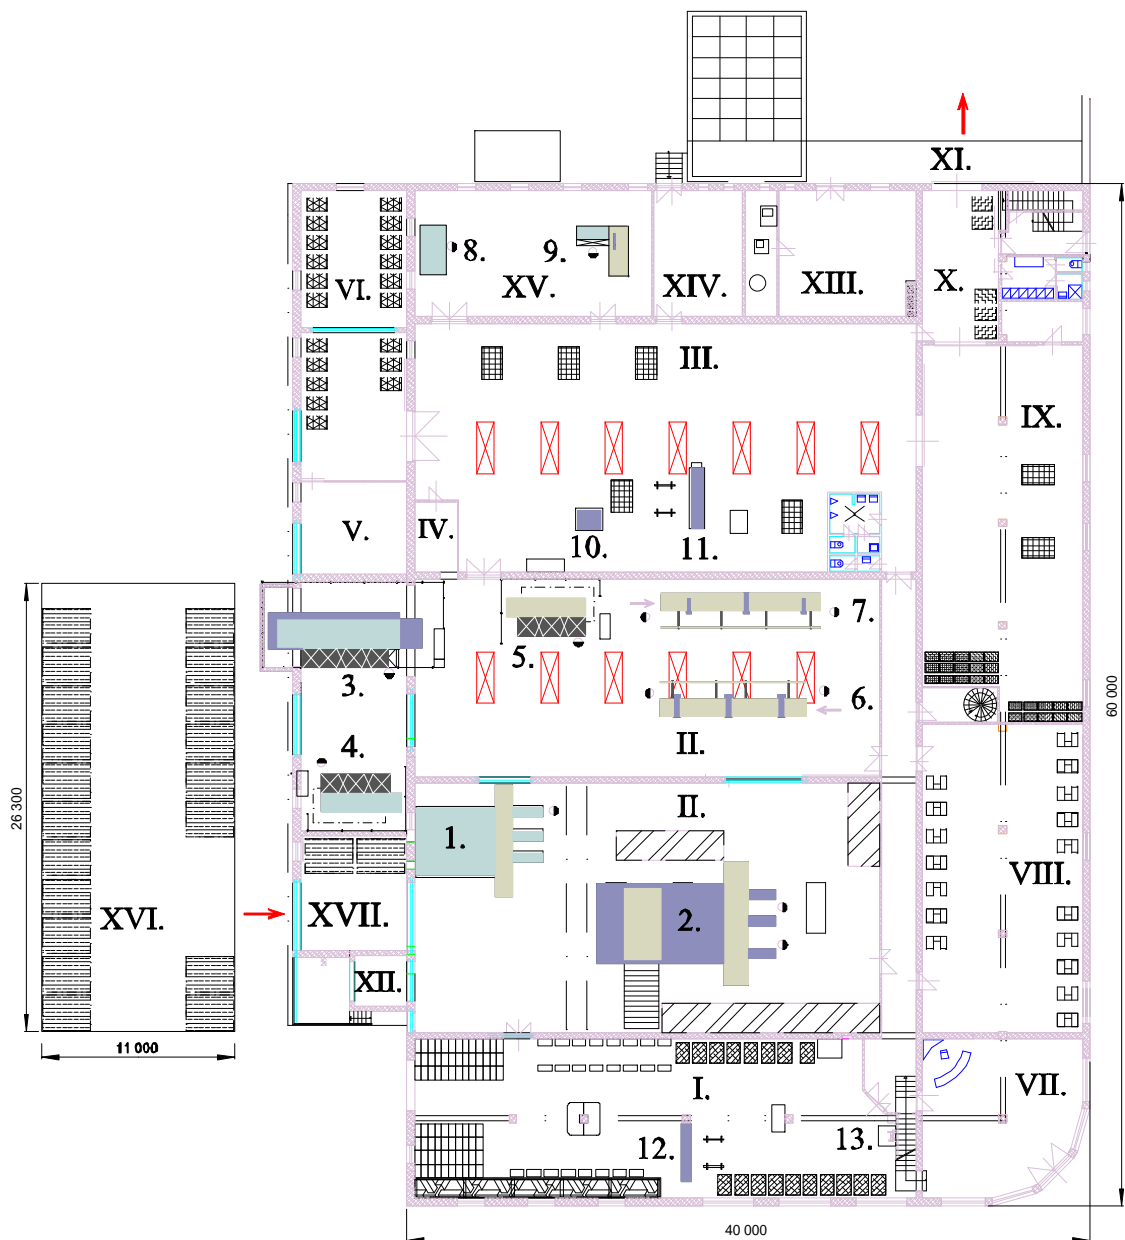 XI.
8.
9.
VI.
XV.
XIV.
XIII.
X.
III.
IX.
V.
IV.
10.
11.
7.
5.
3.
6.
60 000
4.
II.
26 300
II.
1.
VIII.
XVI.
XVII.
2.
XII.
11 000
I.
VII.
12.
13.
40 000